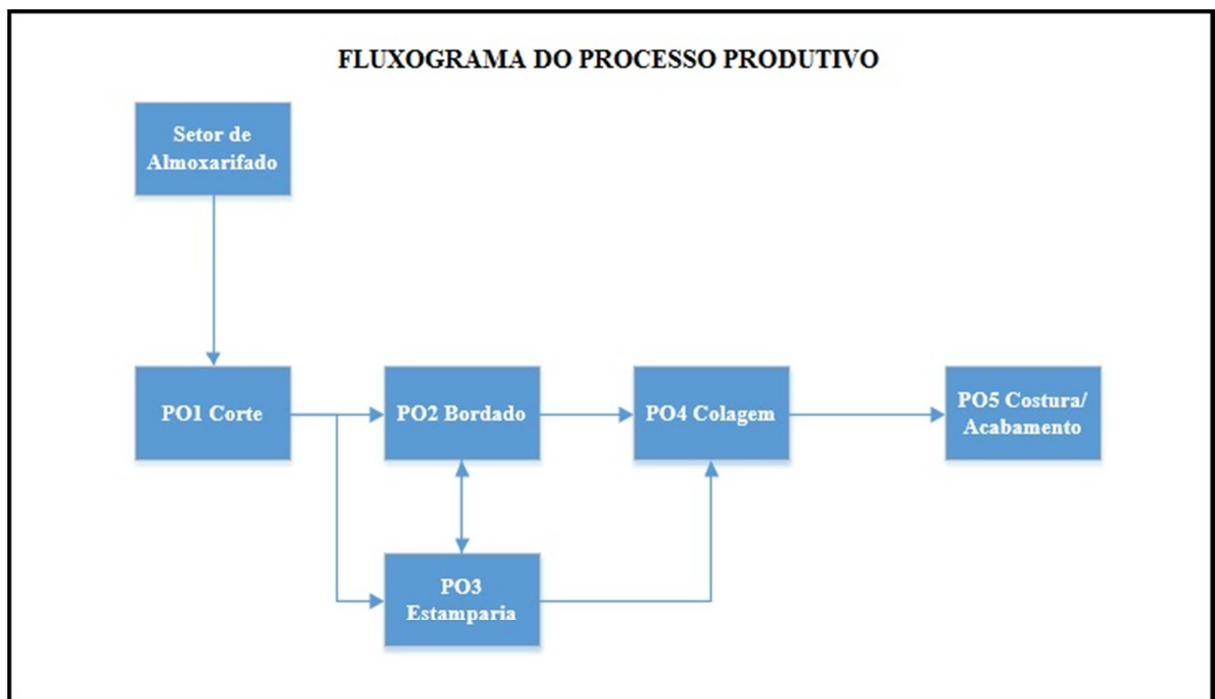 FLUXOGRAMA DO PROCESSO PRODUTIVO
Setor de
Almoxarifado
PO1 Corte
PO2 Bordado
PO4 Colagem
PO5 Costura/
Acabamento
PO3
Estamparia